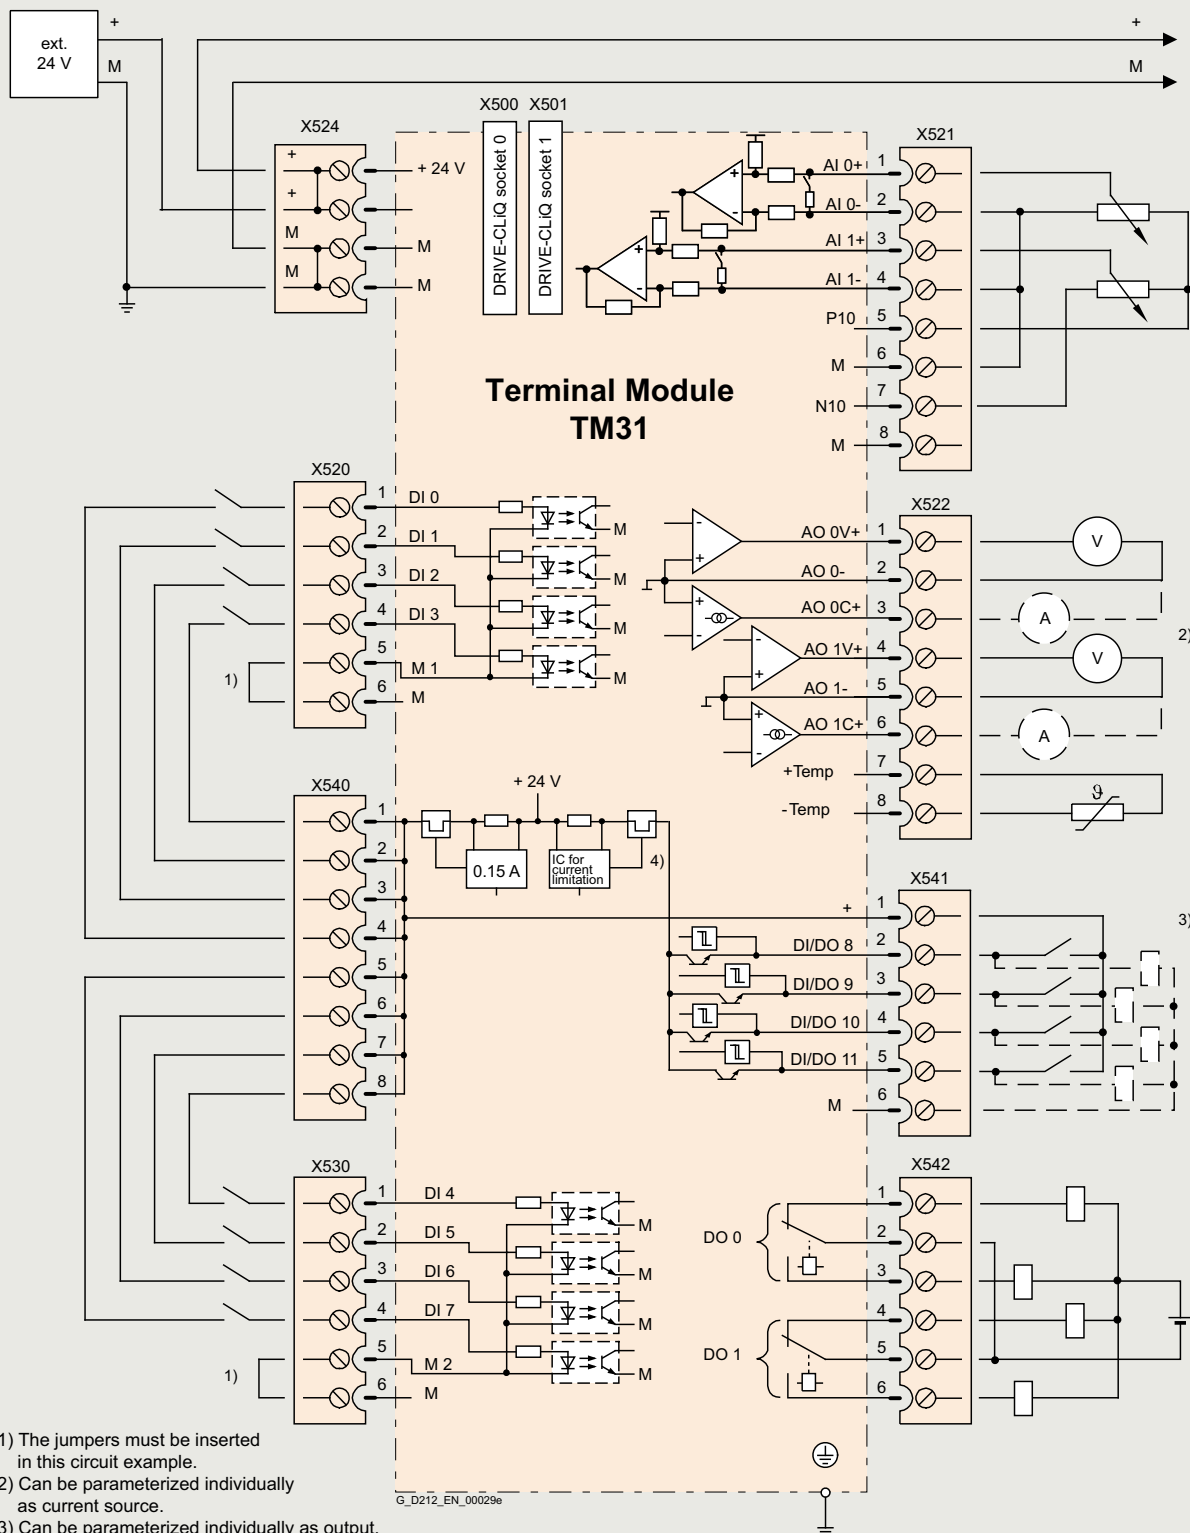 ext.
24 V
+
M
+
M
X524
+
+
M
M
+ 24 V
M
M
X500
X501
DRIVE-CLiQ socket 0
DRIVE-CLiQ socket 1
+
-
+
-
X521
AI 0+
1
AI 0-
2
AI 1+
3
AI 1-
4
P10
5
M
6
N10
7
M
8
Terminal Module
TM31
X520
1
DI 0
2
DI 1
3
DI 2
4
DI 3
5
M 1
6
M
1)
M
M
M
M
X522
-
+
+
-
-
+
+
-
AO 0V+
1
AO 0-
2
AO 0C+
3
AO 1V+
4
AO 1-
5
AO 1C+
6
+Temp
7
-Temp
8
V
A
V
A
2)
ϑ
X540
1
2
3
4
5
6
7
8
+ 24 V
0.15 A
IC for
current
limitation
4)
X541
+
1
DI/DO 8
2
DI/DO 9
3
DI/DO 10
4
DI/DO 11
5
M
6
3)
X530
1
DI 4
2
DI 5
3
DI 6
4
DI 7
5
M 2
6
M
1)
M
M
M
M
X542
DO 0
1
2
3
DO 1
4
5
6
1) The jumpers must be inserted
in this circuit example.
2) Can be parameterized individually
as current source.
3) Can be parameterized individually as output.
G_D212_EN_00029e